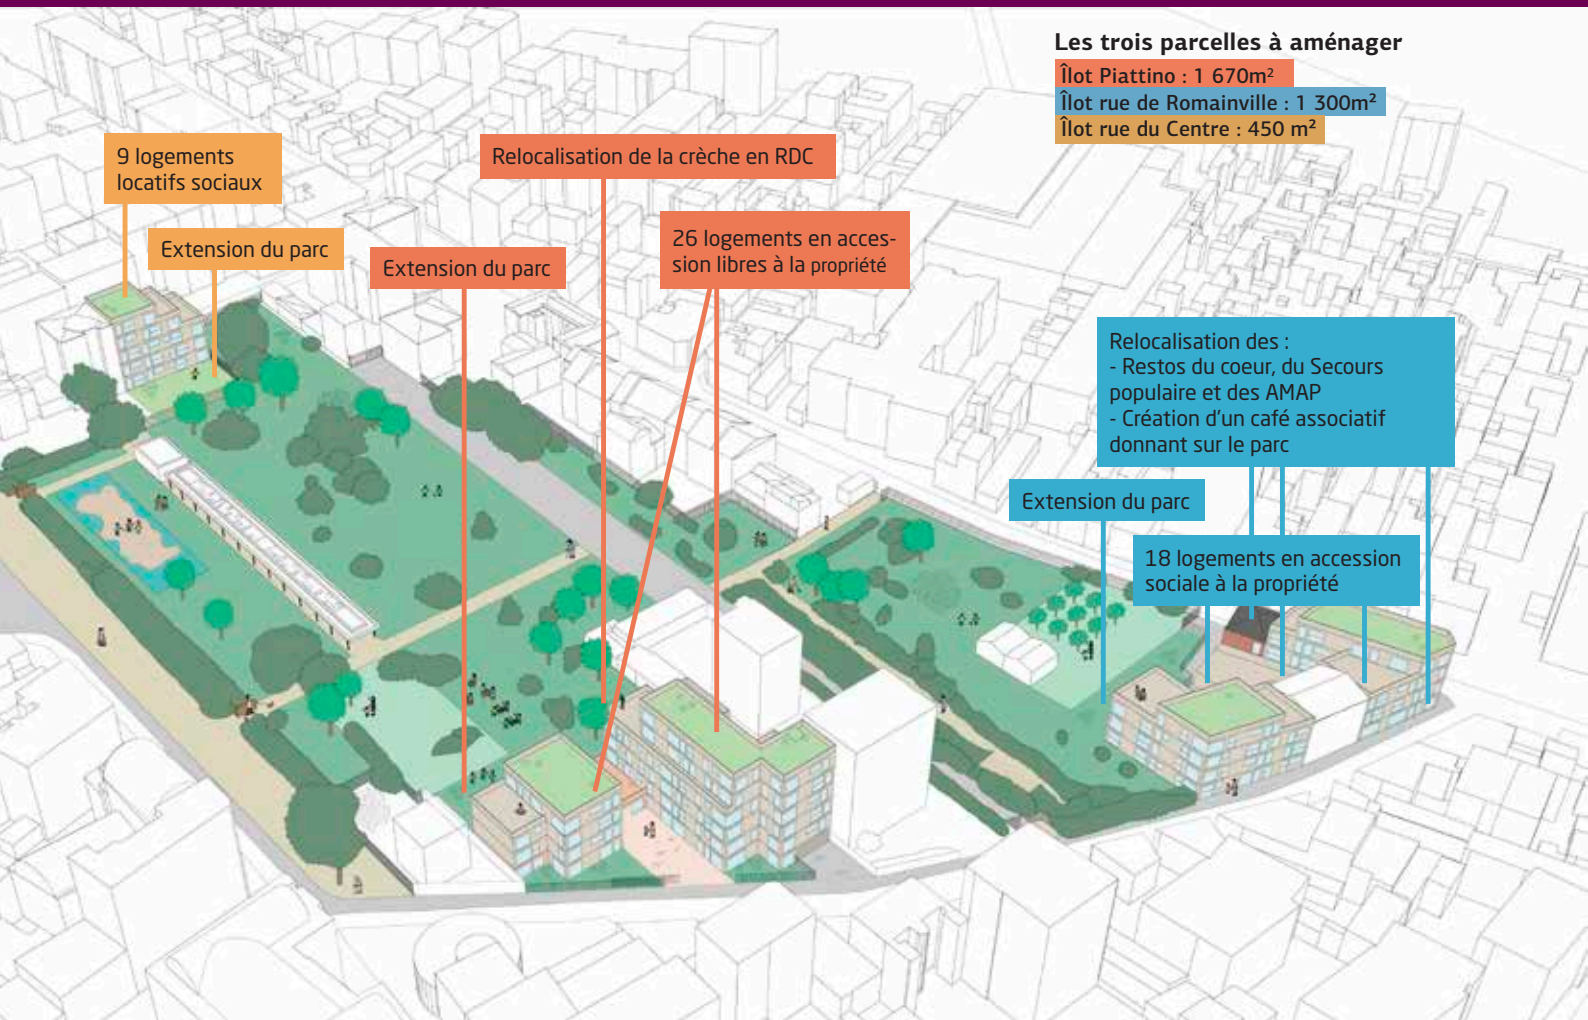 Les trois parcelles à aménager
Îlot Piattino : 1 670m²
Îlot rue de Romainville : 1 300m²
Îlot rue du Centre : 450 m²
9 logements
locatifs sociaux
Extension du parc
Relocalisation de la crèche en RDC
Extension du parc
26 logements en acces-
sion libres à la propriété
Relocalisation des :
- Restos du coeur, du Secours
populaire et des AMAP
- Création d'un café associatif
donnant sur le parc
Extension du parc
18 logements en accession
sociale à la propriété